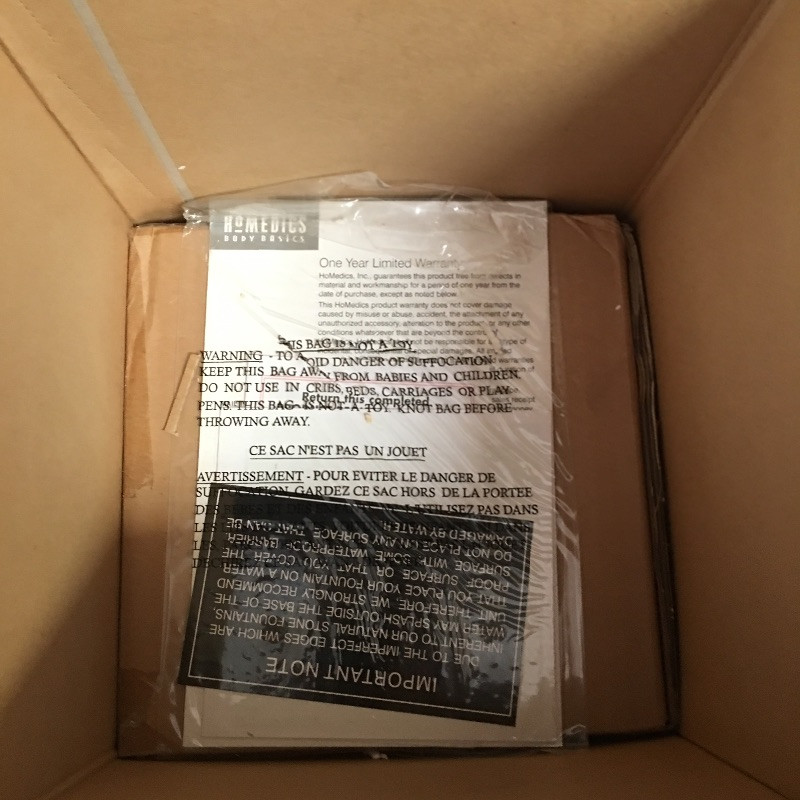 HoMEDICS
BODY BASICS
One Year Limited Warranty
HoMedics, Inc., guarantees this product free from defects in
material and workmanship for a period of one year from the
date of purchase, except as noted below.
This HoMedics product warranty does not cover damage
caused by misuse or abuse, accident, the attachment of any
unauthorized accessory, alteration to the product, or any other
conditions whatsoever that are beyond the control
THIS BAG IS NOT A TOY
WARNING - TO AVOID DANGER OF SUFFOCATION
KEEP THIS BAG AWAY FROM BABIES AND CHILDREN.
DO NOT USE IN CRIBS, BEDS, CARRIAGES OR PLAY
Return this completed
PENS. THIS BAG IS NOT A TOY. KNOT BAG BEFORE
THROWING AWAY.
CE SAC N'EST PAS UN JOUET
AVERTISSEMENT - POUR EVITER LE DANGER DE
SUFFOCATION, GARDEZ CE SAC HORS DE LA PORTEE
DES BEBES ET DES N'UTILISEZ PAS DANS
IMPORTANT NOTE
DUE TO THE IMPERFECT EDGES WHICH ARE
INHERENT TO OUR NATURAL STONE FOUNTAINS,
WATER MAY SPLASH OUTSIDE THE BASE OF THE
UNIT. THEREFORE, WE STRONGLY RECOMMEND
THAT YOU PLACE YOUR FOUNTAIN ON A WATER
PROOF SURFACE OR THAT YOU COVER THE
SURFACE WITH SOME WATERPROOF BARRIER.
DO NOT PLACE ON ANY SURFACE THAT CAN BE
DAMAGED BY WATER.